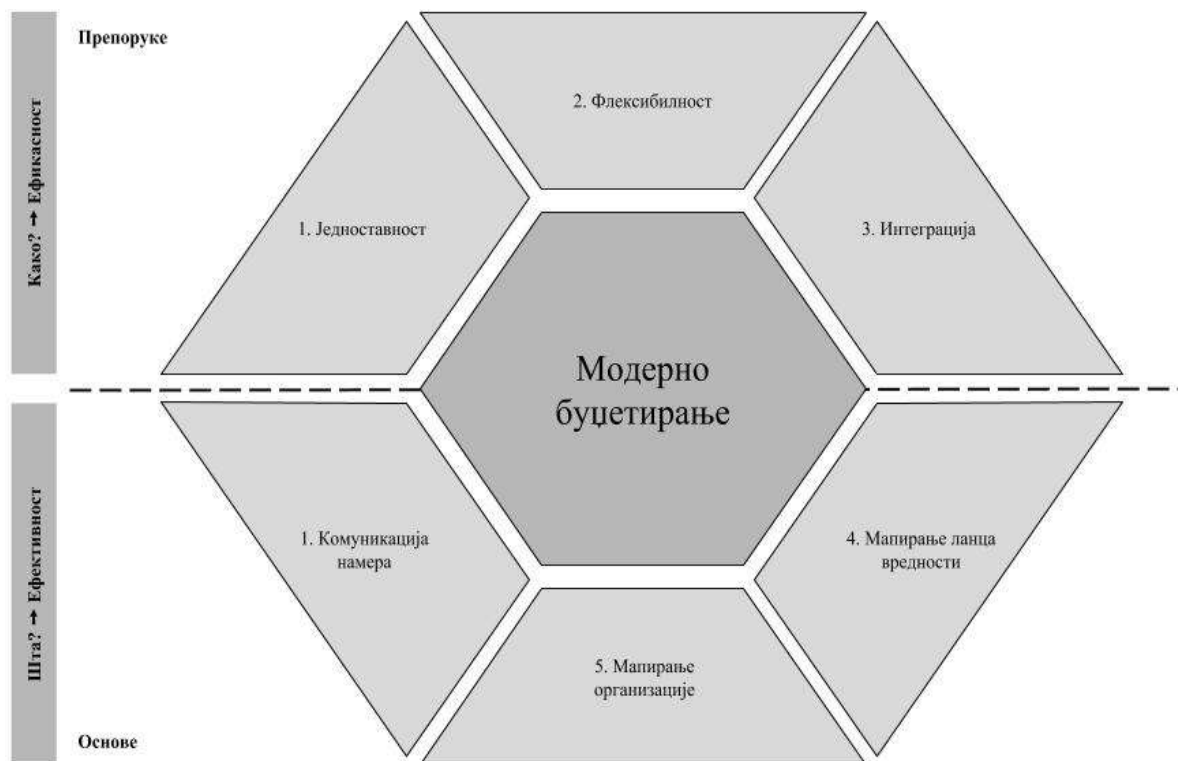 Препоруке
Како? → Ефикасност
2. Флексибилност
1. Једноставност
3. Интеграција
Модерно
буџетирање
Шта? → Ефективност
1. Комуникација
намера
4. Мапирање ланца
вредности
5. Мапирање
организације
Основе